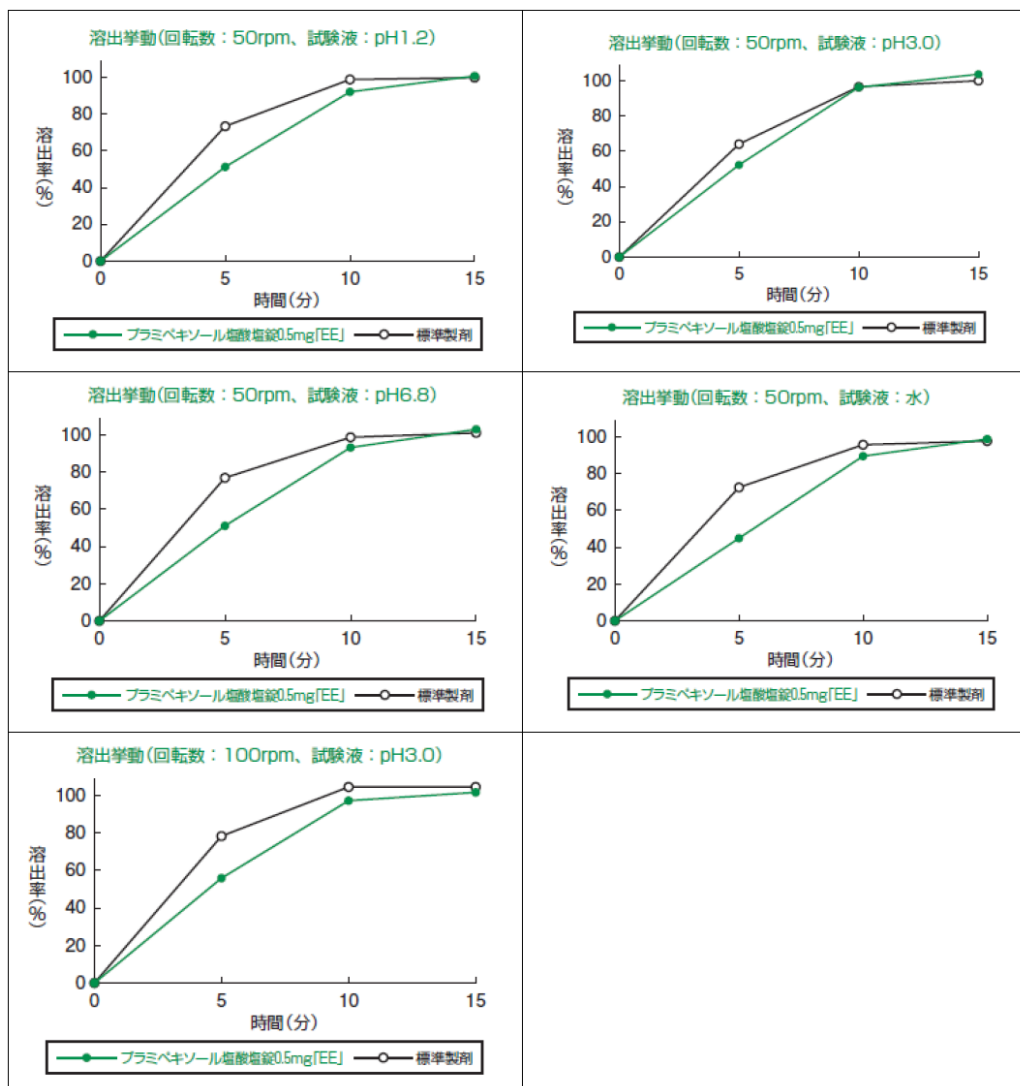 溶出挙動(回転数：50rpm、試験液：pH1.2)
100
80
60
40
20
0
溶出率(%)
0 5 10 15
時間(分)
プラミペキソール塩酸塩錠0.5mg「EE」 標準製剤
溶出挙動(回転数：50rpm、試験液：pH3.0)
100
80
60
40
20
0
溶出率(%)
0 5 10 15
時間(分)
プラミペキソール塩酸塩錠0.5mg「EE」 標準製剤
溶出挙動(回転数：50rpm、試験液：pH6.8)
100
80
60
40
20
0
溶出率(%)
0 5 10 15
時間(分)
プラミペキソール塩酸塩錠0.5mg「EE」 標準製剤
溶出挙動(回転数：50rpm、試験液：水)
100
80
60
40
20
0
溶出率(%)
0 5 10 15
時間(分)
プラミペキソール塩酸塩錠0.5mg「EE」 標準製剤
溶出挙動(回転数：100rpm、試験液：pH3.0)
100
80
60
40
20
0
溶出率(%)
0 5 10 15
時間(分)
プラミペキソール塩酸塩錠0.5mg「EE」 標準製剤